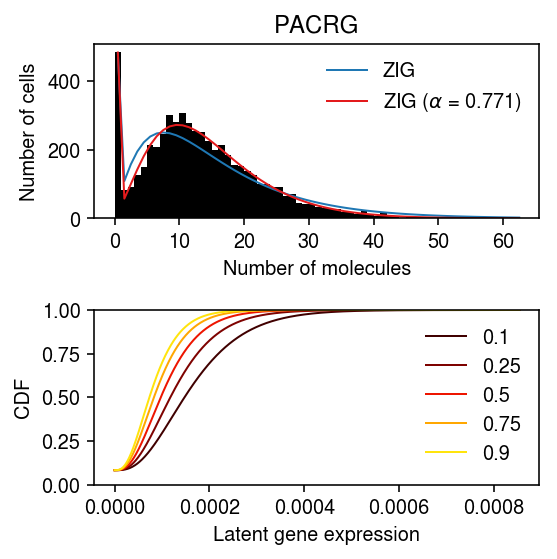 PACRG
Number of cells
400
200
0
ZIG
ZIG (α = 0.771)
0 10 20 30 40 50 60
Number of molecules
CDF
1.00
0.75
0.50
0.25
0.00
0.1
0.25
0.5
0.75
0.9
0.0000 0.0002 0.0004 0.0006 0.0008
Latent gene expression